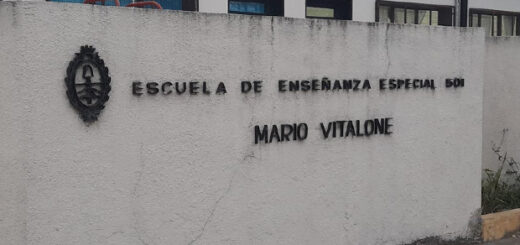 ESCUELA DE ENSEÑANZA ESPECIAL 501
MARIO VITALONE